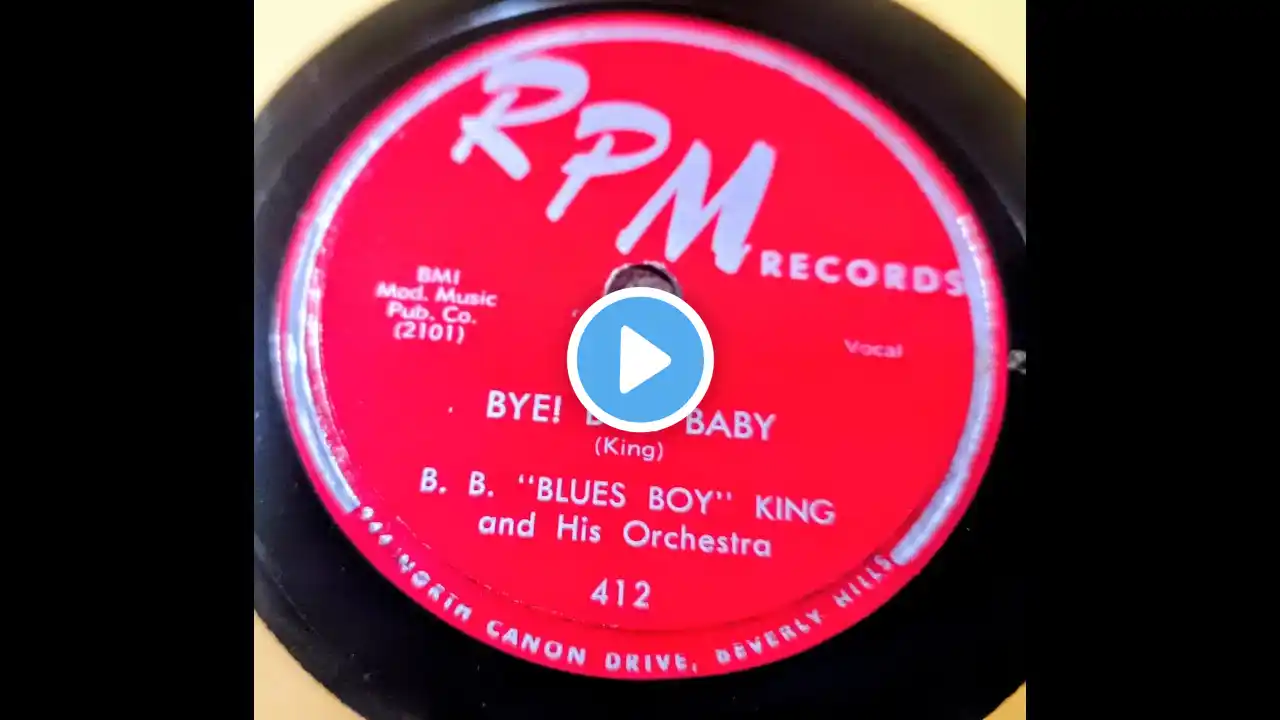 RPM RECORDS
BMI
Mod. Music
Pub. Co.
(2101)
Vocal
BYE! BABY
(King)
B. B. "BLUES BOY" KING
and His Orchestra
412
NORTH CANON DRIVE, BEVERLY HILLS